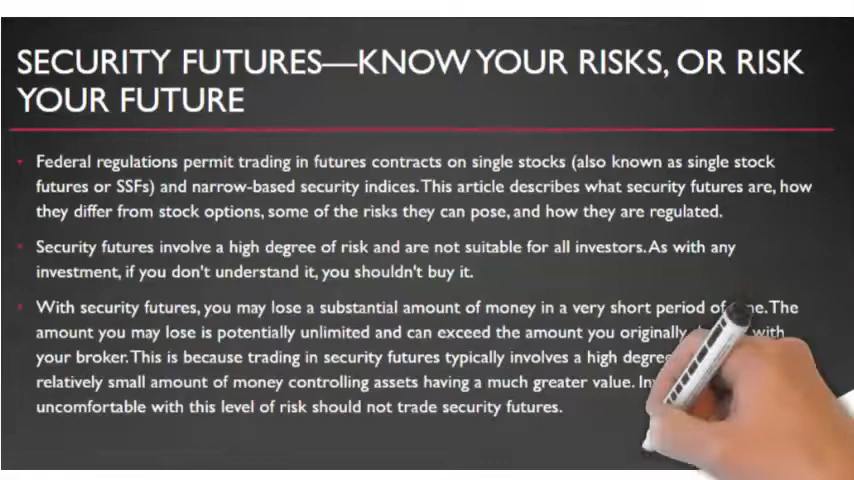 SECURITY FUTURES—KNOW YOUR RISKS, OR RISK
YOUR FUTURE
Federal regulations permit trading in futures contracts on single stocks (also known as single stock
futures or SSFs) and narrow-based security indices. This article describes what security futures are, how
they differ from stock options, some of the risks they can pose, and how they are regulated.
Security futures involve a high degree of risk and are not suitable for all investors. As with any
investment, if you don't understand it, you shouldn't buy it.
With security futures, you may lose a substantial amount of money in a very short period of The
amount you may lose is potentially unlimited and can exceed the amount you originally with
your broker. This is because trading in security futures typically involves a high degree
relatively small amount of money controlling assets having a much greater value.
uncomfortable with this level of risk should not trade security futures.